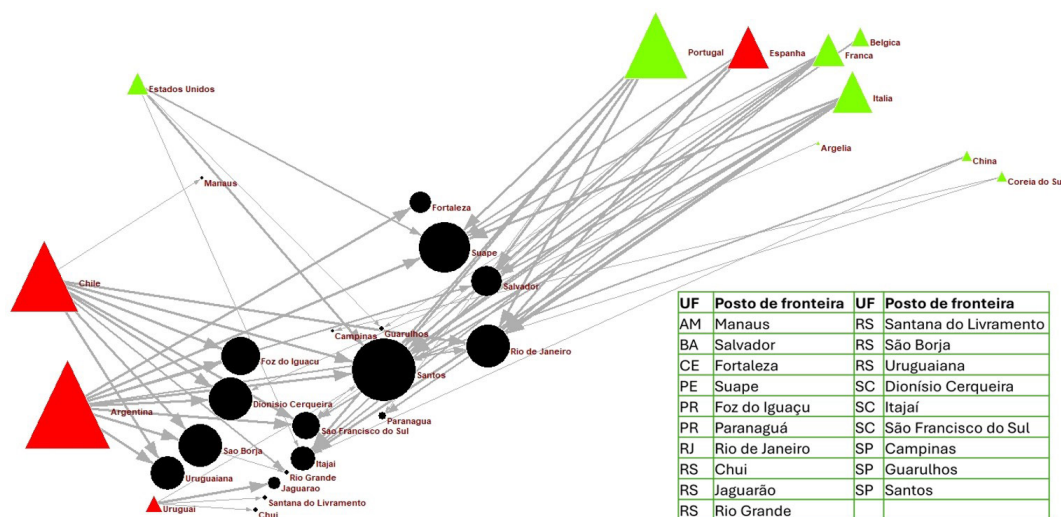 Belgica
Portugal
Espanha
Franca
Estados Unidos
Italia
Argelia
China
Coreia do Su
Manaus
Fortaleza
Suape
Chile
Salvador
Guarulhos
Campinas
Rio de Janeiro
Foz do Iguacu
Santos
Dionisio Cerqueira
Argentina
Paranagua
São Francisco do Sul
Sao Borja
Itajai
Uruguaiana
Rio Grande
Jaguarao
Santana do Livramento
Uruguai
Chui
UF Posto de fronteira UF Posto de fronteira
AM Manaus RS Santana do Livramento
BA Salvador RS São Borja
CE Fortaleza RS Uruguaiana
PE Suape SC Dionísio Cerqueira
PR Foz do Iguaçu SC Itajaí
PR Paranaguá SC São Francisco do Sul
RJ Rio de Janeiro SP Campinas
RS Chui SP Guarulhos
RS Jaguarão SP Santos
RS Rio Grande